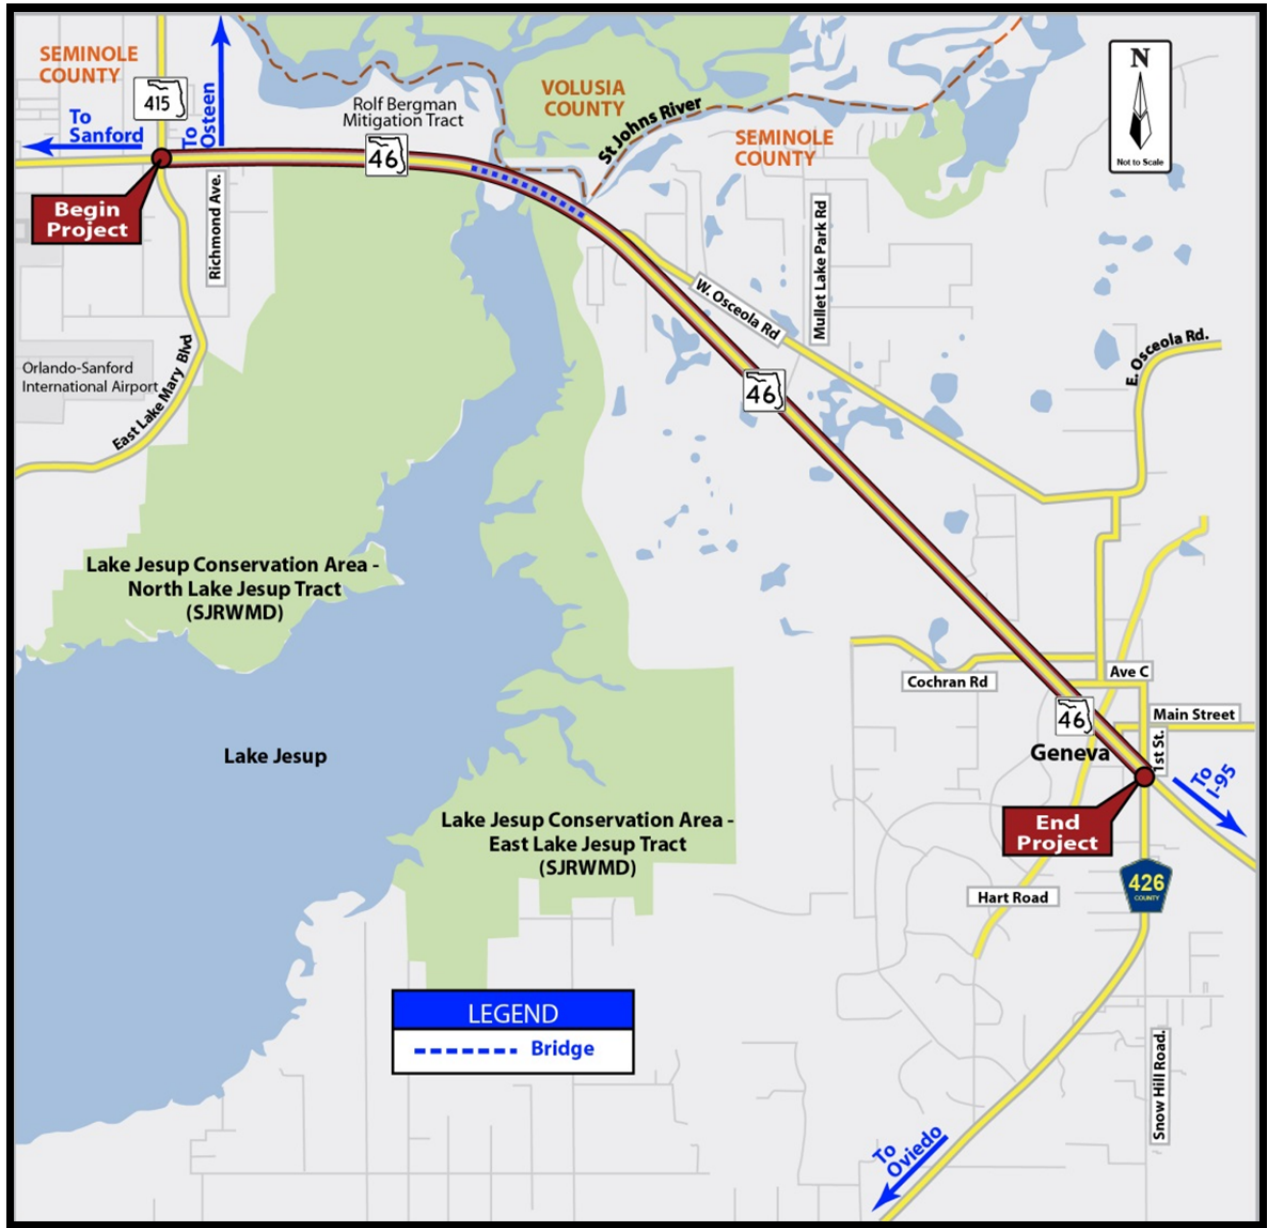 SEMINOLE
COUNTY
415
To
Sanford
To
Osteen
Rolf Bergman
Mitigation Tract
46
VOLUSIA
COUNTY
St Johns River
SEMINOLE
COUNTY
N
Not to Scale
Begin
Project
Richmond Ave.
Mullet Lake Park Rd
W. Osceola Rd
E. Osceola Rd.
Orlando-Sanford
International Airport
East Lake Mary Blvd
46
Lake Jesup Conservation Area -
North Lake Jesup Tract
(SJRWMD)
Cochran Rd
Ave C
46
Main Street
Geneva
1st St.
To
I-95
Lake Jesup
Lake Jesup Conservation Area -
East Lake Jesup Tract
(SJRWMD)
End
Project
426
COUNTY
Hart Road
LEGEND
Bridge
Snow Hill Road.
To
Oviedo